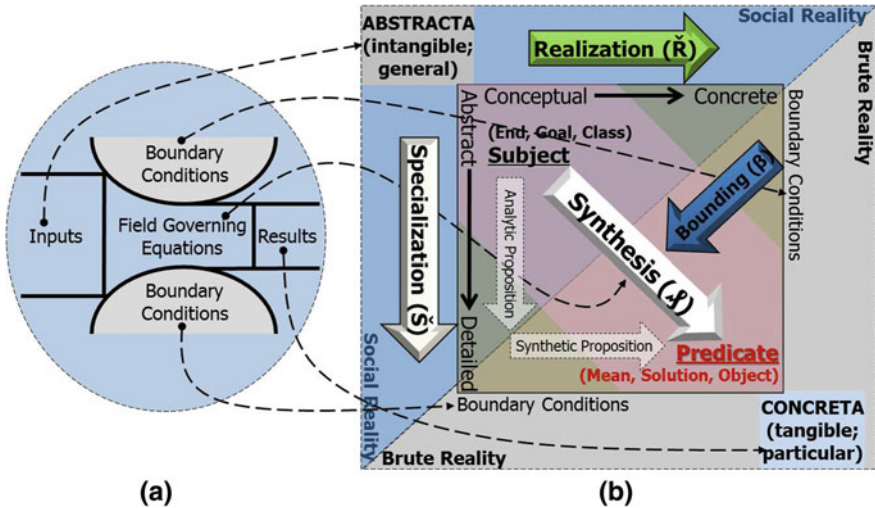 Boundary
Conditions
Inputs
Field Governing
Equations
Results
Boundary
Conditions
(a)
ABSTRACTA
(intangible;
general)
Social Reality
Realization (Ř)
Brute Reality
Abstract
Conceptual
Concrete
(End, Goal, Class)
Subject
Boundary Conditions
Specialization (Š)
Bounding (β)
Synthesis (𝒮)
Analytic Proposition
Synthetic Proposition
Detailed
Predicate
(Mean, Solution, Object)
Social Reality
Boundary Conditions
CONCRETA
(tangible;
particular)
Brute Reality
(b)